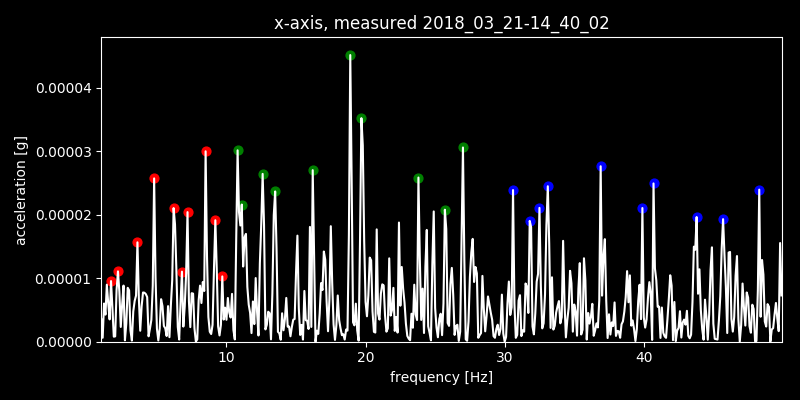 x-axis, measured 2018_03_21-14_40_02
acceleration [g]
0.00004
0.00003
0.00002
0.00001
0.00000
10 20 30 40
frequency [Hz]